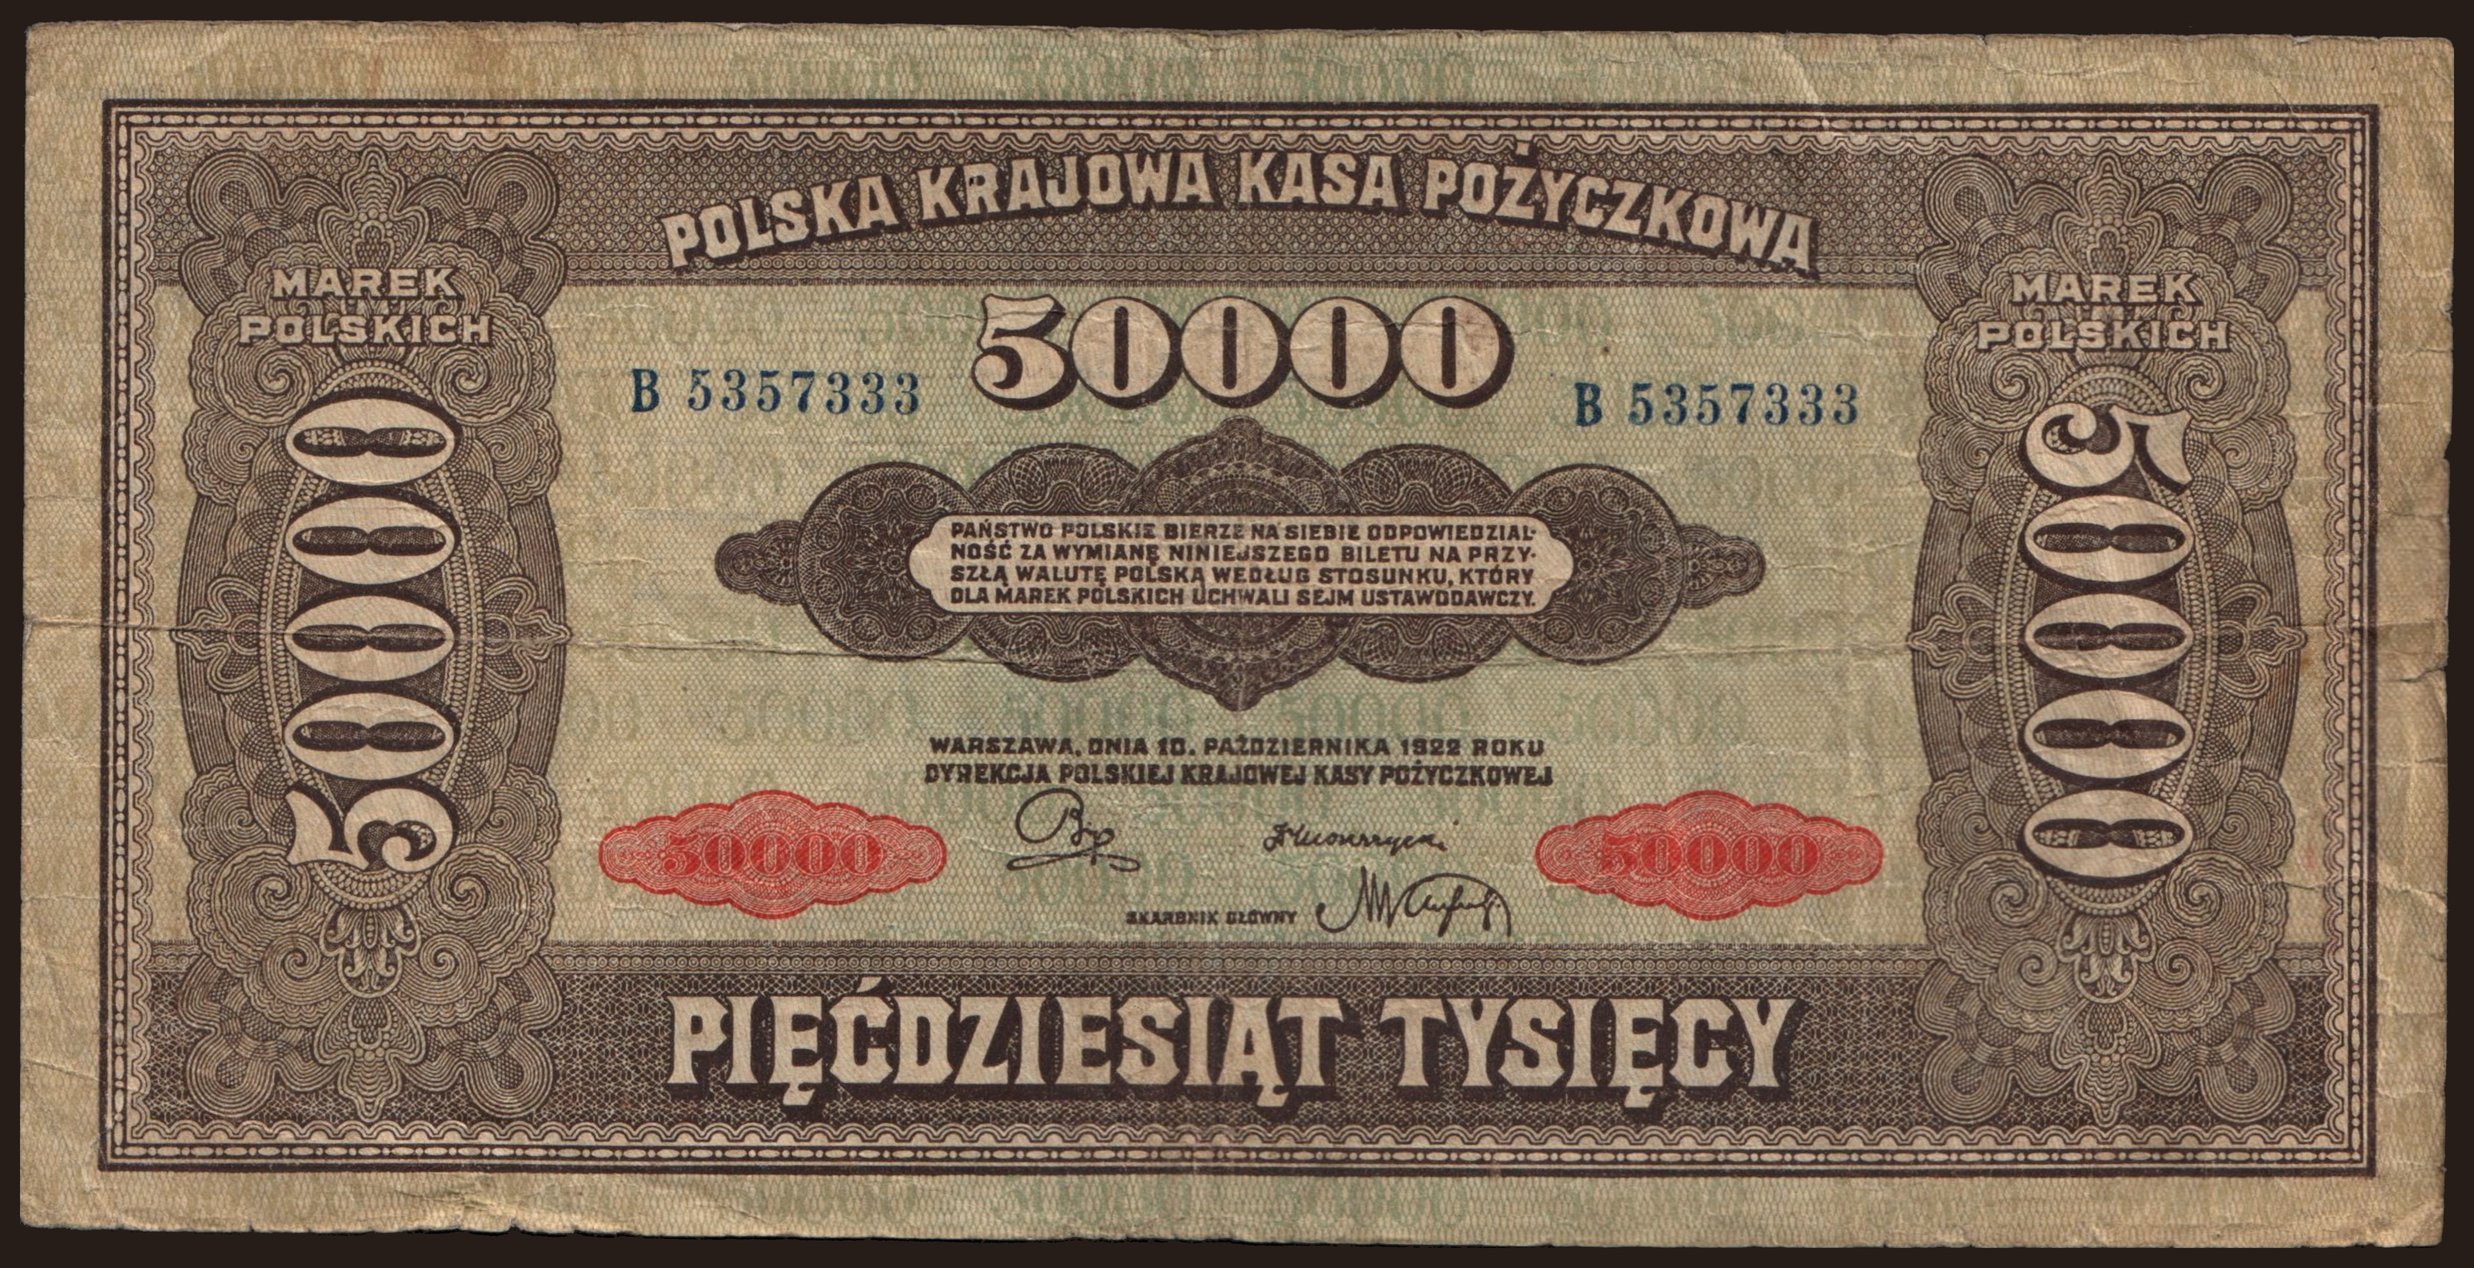 POLSKA KRAJOWA KASA POŻYCZKOWA
MAREK
POLSKICH
50000
MAREK
POLSKICH
B 5357333
B 5357333
50000
50000
PAŃSTWO POLSKIE BIERZE NA SIEBIE ODPOWIEDZIAL-
NOŚĆ ZA WYMIANĘ NINIEJSZEGO BILETU NA PRZY-
SZŁĄ WALUTĘ POLSKĄ WEDŁUG STOSUNKU, KTÓRY
DLA MAREK POLSKICH UCHWALI SEJM USTAWODAWCZY.
WARSZAWA, DNIA 10. PAŹDZIERNIKA 1922 ROKU
DYREKCJA POLSKIEJ KRAJOWEJ KASY POŻYCZKOWEJ
50000
50000
SKARBNIK GŁÓWNY
PIĘĆDZIESIĄT TYSIĘCY